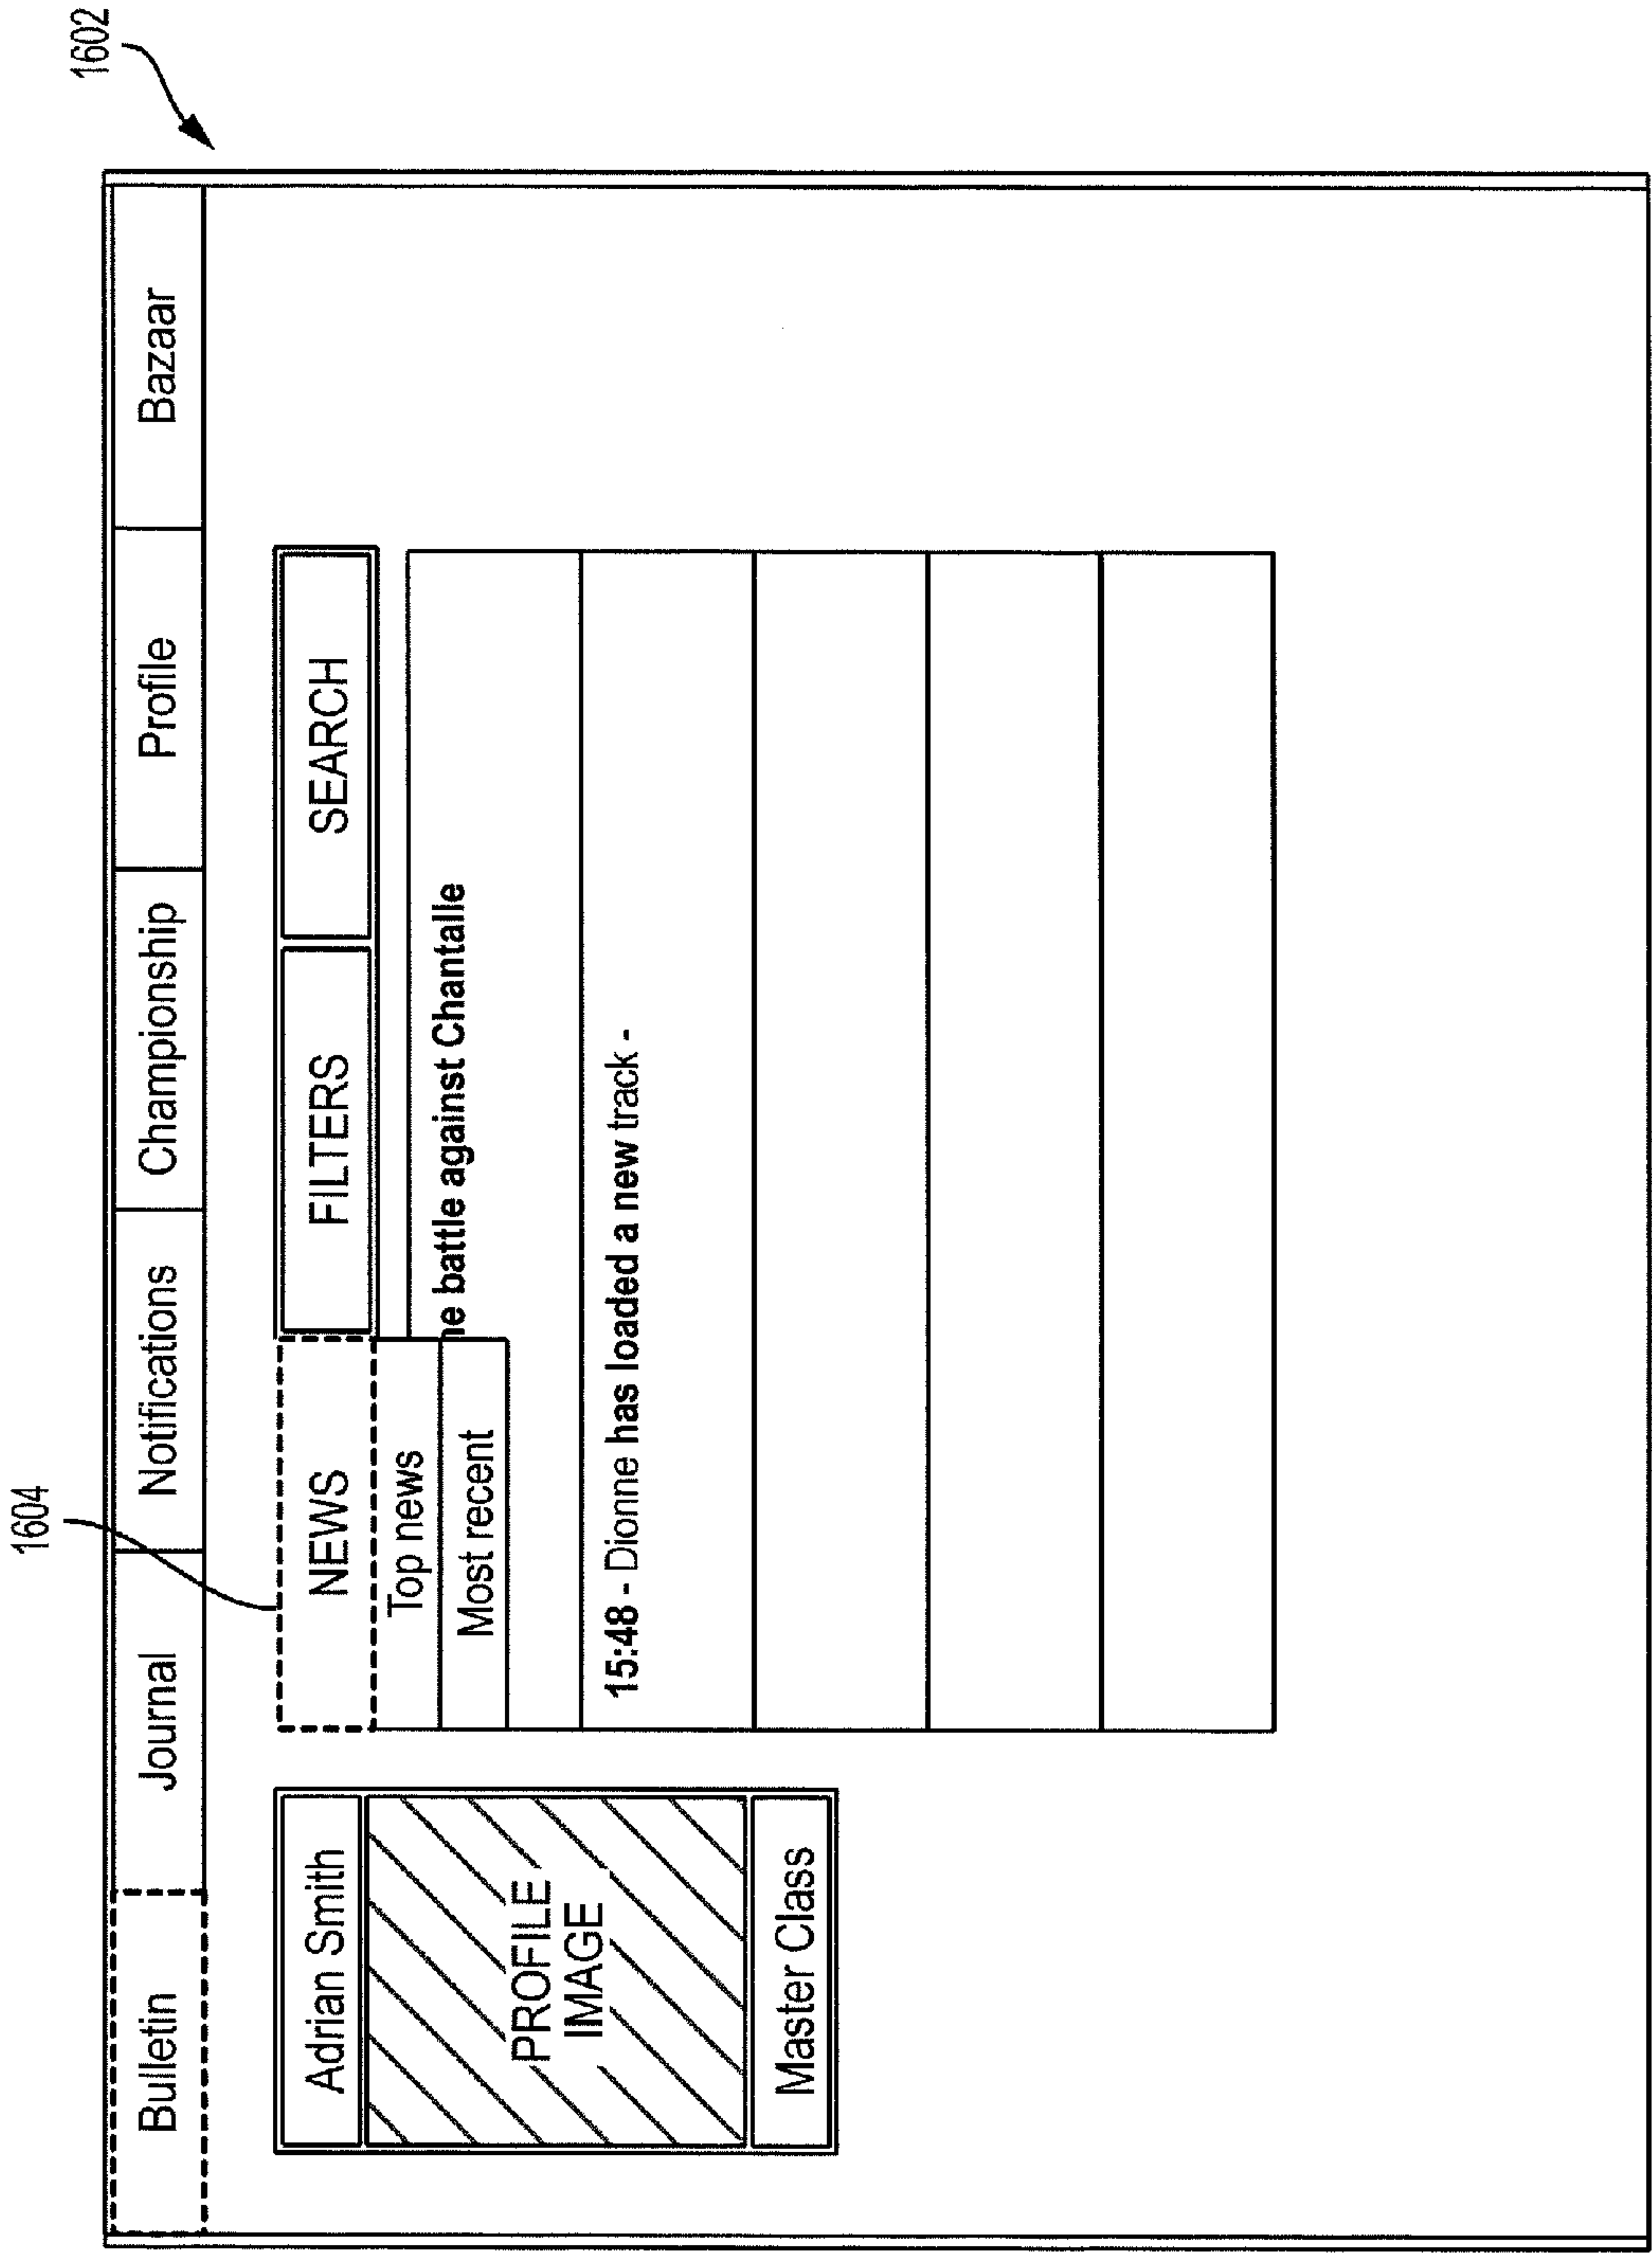 1602
1604
Bulletin
Journal
Notifications
Championship
Profile
Bazaar
Adrian Smith
PROFILE
IMAGE
Master Class
NEWS
FILTERS
SEARCH
Top news
Most recent
ne battle against Chantalle
15:48 - Dionne has loaded a new track -